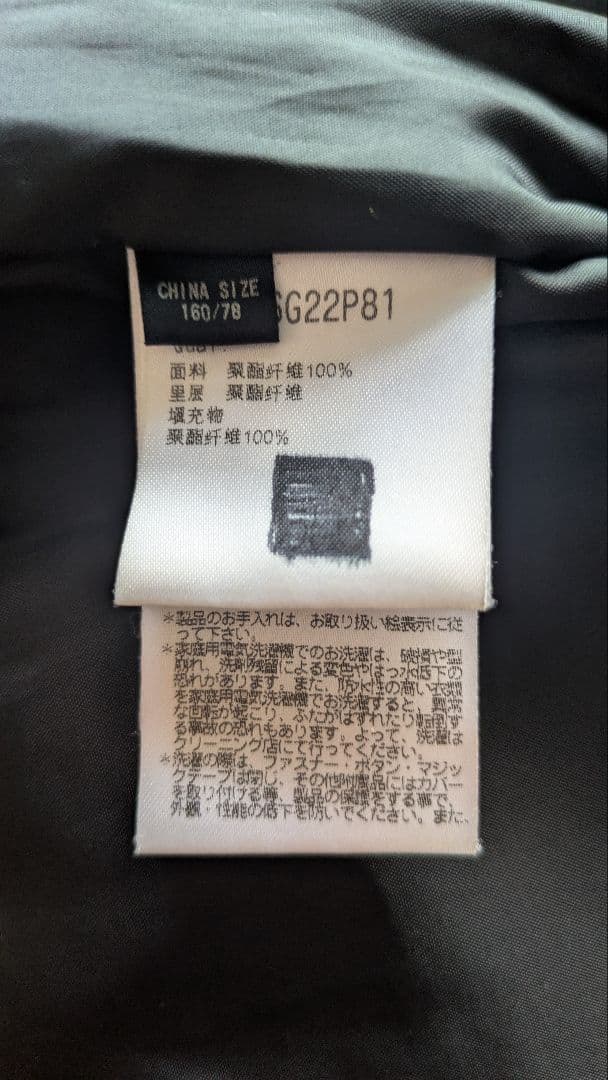 CHINA SIZE
160/78
G22P81
面料 聚酯纤维100%
里层 聚酯纤维
填充物
聚酯纤维100%
*製品のお手入れは、お取り扱い絵表示に従
って下さい。
*家庭用電気洗濯機でのお洗濯は、破損や型
崩れ、洗剤残留による変色やはっ水低下の
恐れがあります。また、防水性の高い衣類
を家庭用電気洗濯機でお洗濯すると、異常
な回転が起こり、ふたがはずれたり、転倒す
る事故の恐れもあります。よって、洗濯は
クリーニング店にて行ってください。
*洗濯の際は、ファスナー・ボタン・マジッ
クテープは閉じ、その他付属品にはカバー
を取り付ける等、製品の保護をする事で、
外観・性能の低下を防いでください。また、